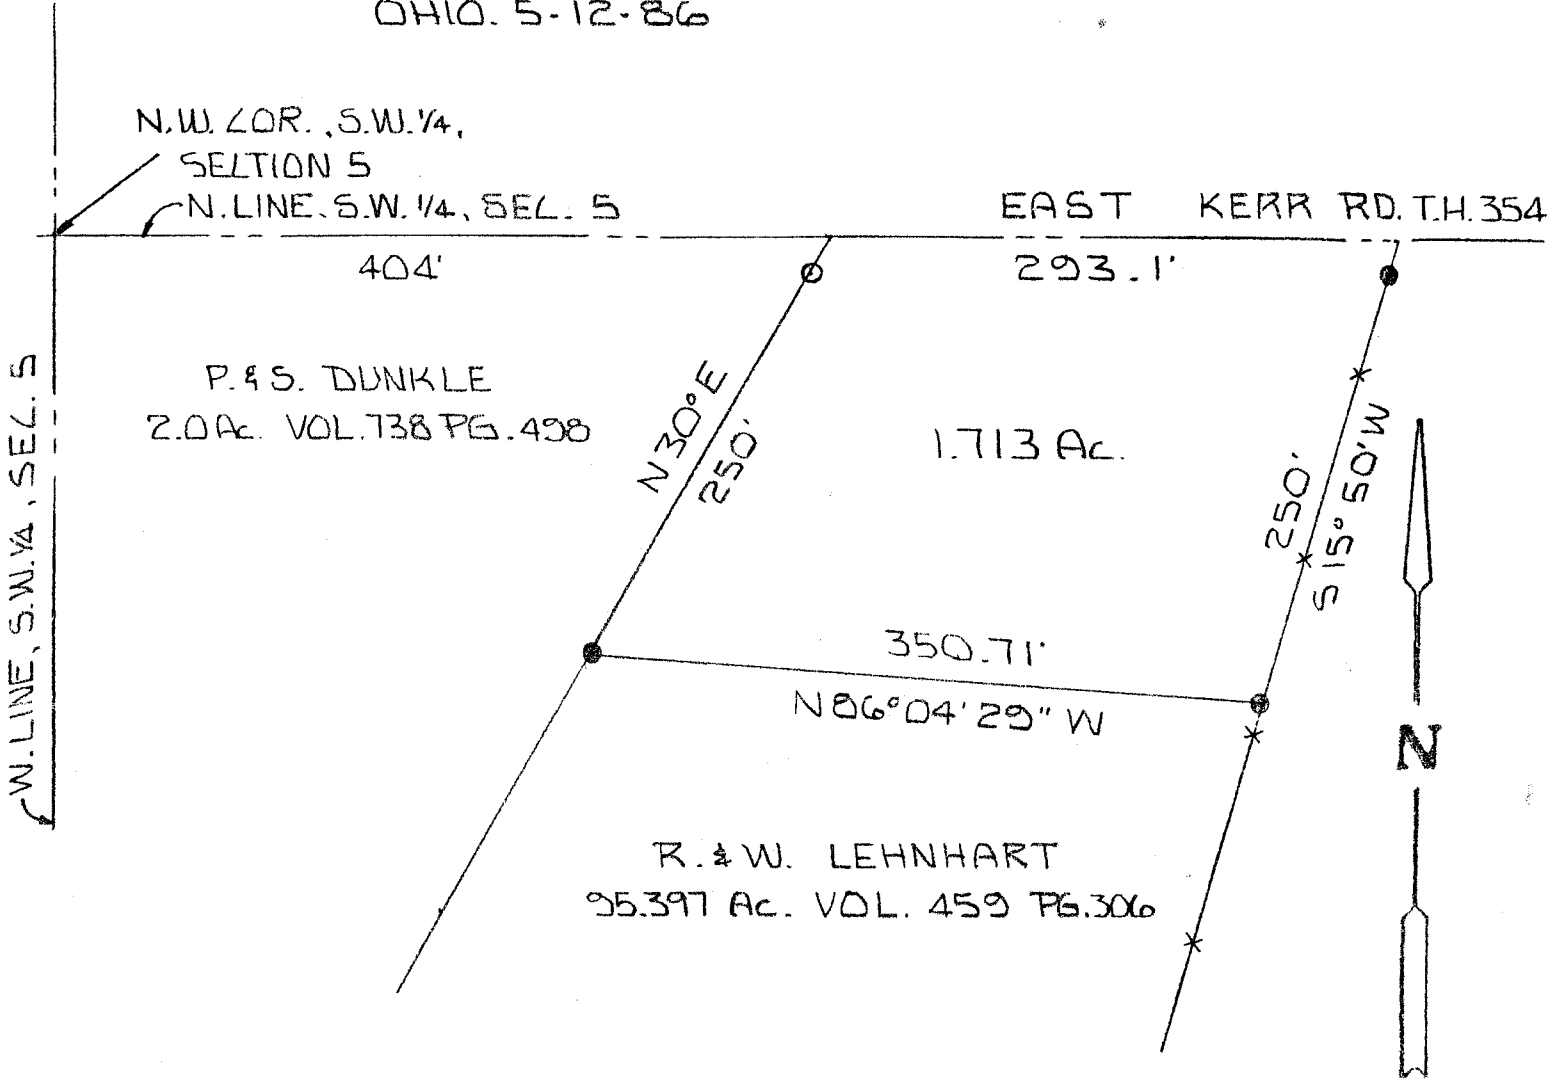 OHIO. 5-12-86
N.W. COR., S.W. 1/4,
SECTION 5
N. LINE. S.W. 1/4, SEC. 5
EAST KERR RD. T.H. 354
404'
293.1'
P. & S. DUNKLE
2.0 Ac. VOL. 738 PG. 498
N 30° E
250'
1.713 Ac.
250'
S 15° 50' W
W. LINE, S.W. 1/4, SEC. 5
350.71'
N 86° 04' 29" W
N
R. & W. LEHNHART
95.397 Ac. VOL. 459 PG. 306